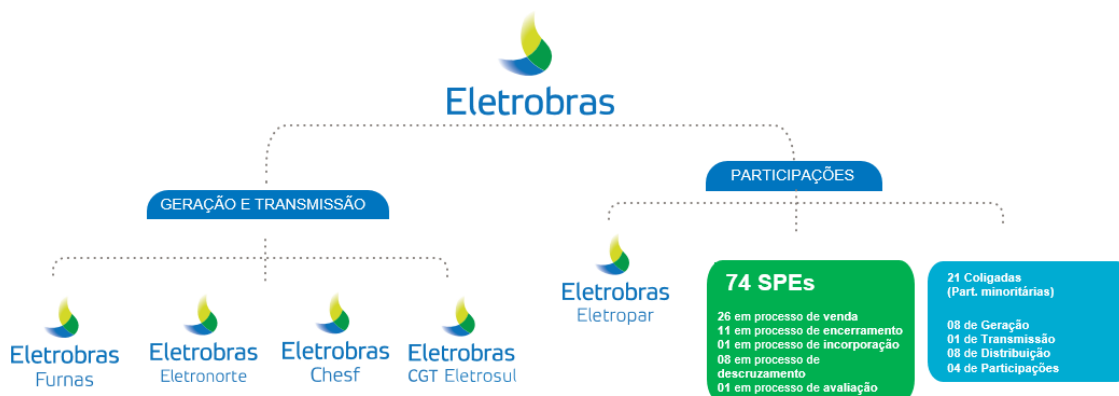 Eletrobras
GERAÇÃO E TRANSMISSÃO
PARTICIPAÇÕES
Eletrobras
Furnas
Eletrobras
Eletronorte
Eletrobras
Chesf
Eletrobras
CGT Eletrosul
Eletrobras
Eletropar
74 SPEs
26 em processo de venda
11 em processo de encerramento
01 em processo de incorporação
08 em processo de
descruzamento
01 em processo de avaliação
21 Coligadas
(Part. minoritárias)
08 de Geração
01 de Transmissão
08 de Distribuição
04 de Participações